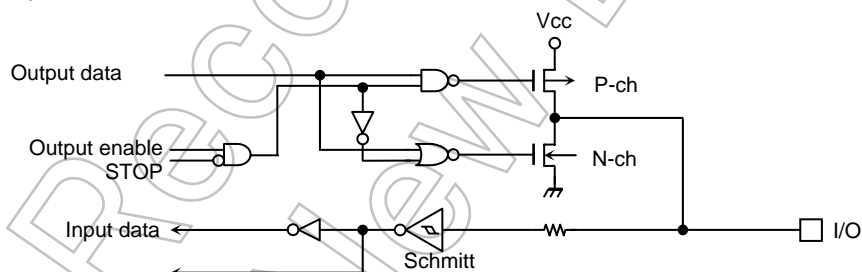 Vcc
Output data
P-ch
Output enable
STOP
N-ch
Input data
I/O
Schmitt